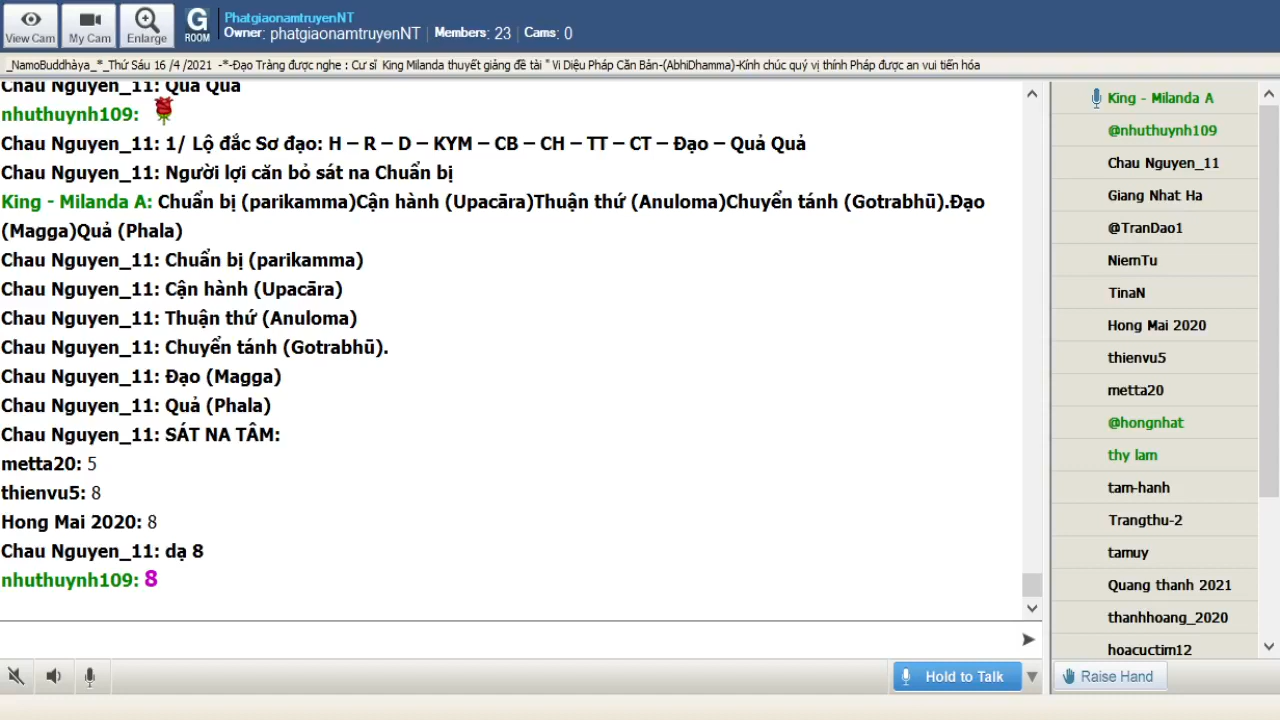 View Cam
My Cam
Enlarge
G
ROOM
PhatgiaonamtruyenNT
Owner: phatgiaonamtruyenNT | Members: 23 | Cams: 0
_NamoBuddhàya_*_Thứ Sáu 16 /4 /2021 -*-Đạo Tràng được nghe : Cư sĩ King Milanda thuyết giảng đề tài " Vi Diệu Pháp Căn Bản-(AbhiDhamma)-Kính chúc quý vị thính Pháp được an vui tiến hóa
Chau Nguyen_11: Quả Quả
nhuthuynh109:
Chau Nguyen_11: 1/ Lộ đắc Sơ đạo: H – R – D – KYM – CB – CH – TT – CT – Đạo – Quả Quả
Chau Nguyen_11: Người lợi căn bỏ sát na Chuẩn bị
King - Milanda A: Chuẩn bị (parikamma)Cận hành (Upacāra)Thuận thứ (Anuloma)Chuyển tánh (Gotrabhū).Đạo
(Magga)Quả (Phala)
Chau Nguyen_11: Chuẩn bị (parikamma)
Chau Nguyen_11: Cận hành (Upacāra)
Chau Nguyen_11: Thuận thứ (Anuloma)
Chau Nguyen_11: Chuyển tánh (Gotrabhū).
Chau Nguyen_11: Đạo (Magga)
Chau Nguyen_11: Quả (Phala)
Chau Nguyen_11: SÁT NA TÂM:
metta20: 5
thienvu5: 8
Hong Mai 2020: 8
Chau Nguyen_11: dạ 8
nhuthuynh109: 8
Hold to Talk
King - Milanda A
@nhuthuynh109
Chau Nguyen_11
Giang Nhat Ha
@TranDao1
NiemTu
TinaN
Hong Mai 2020
thienvu5
metta20
@hongnhat
thy lam
tam-hanh
Trangthu-2
tamuy
Quang thanh 2021
thanhhoang_2020
hoacuctim12
Raise Hand